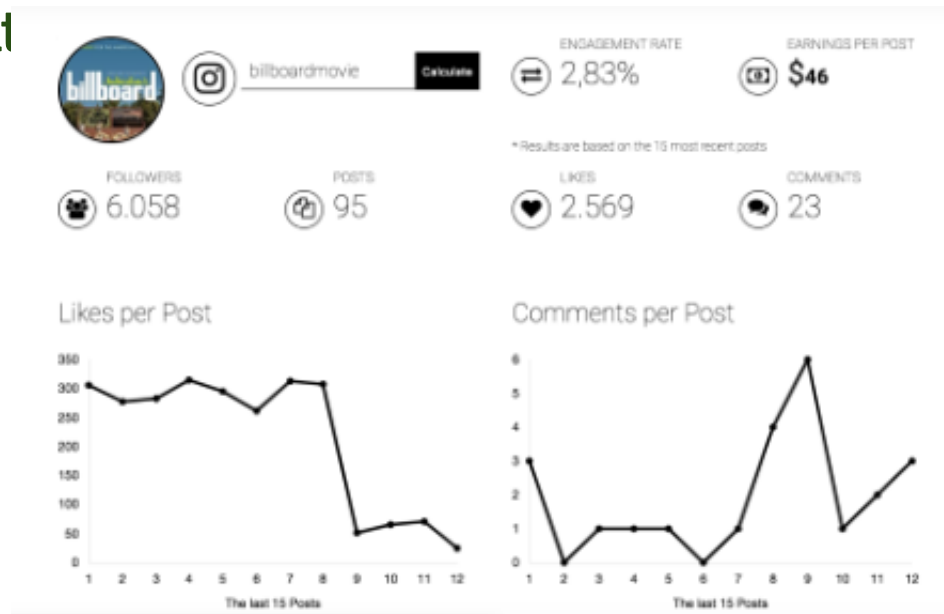 billboard
billboardmovie
Calculate
ENGAGEMENT RATE
2,83%
EARNINGS PER POST
$46
* Results are based on the 15 most recent posts
FOLLOWERS
6.058
POSTS
95
LIKES
2.569
COMMENTS
23
Likes per Post
350
300
250
200
150
100
50
0
1 2 3 4 5 6 7 8 9 10 11 12
The last 15 Posts
Comments per Post
6
5
4
3
2
1
0
1 2 3 4 5 6 7 8 9 10 11 12
The last 15 Posts